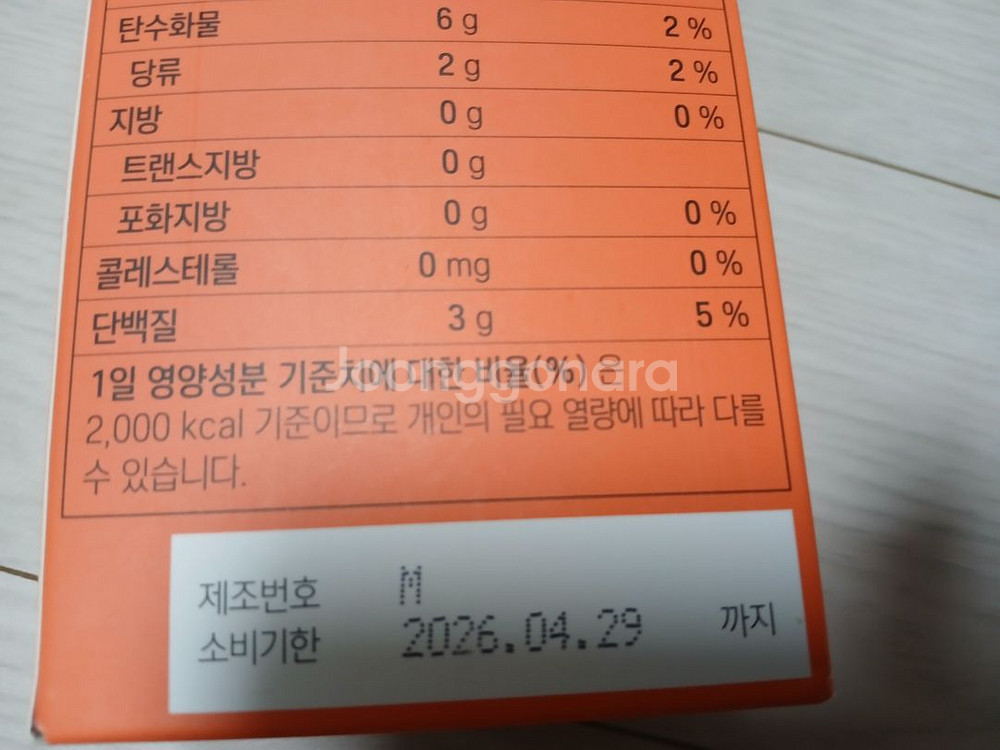 탄수화물 6 g 2 %
당류 2 g 2 %
지방 0 g 0 %
트랜스지방 0 g
포화지방 0 g 0 %
콜레스테롤 0 mg 0 %
단백질 3 g 5 %
1일 영양성분 기준치에 대한 비율(%) 은
2,000 kcal 기준이므로 개인의 필요 열량에 따라 다를
수 있습니다.
Joonggonara
제조번호 M
소비기한 2026.04.29 까지